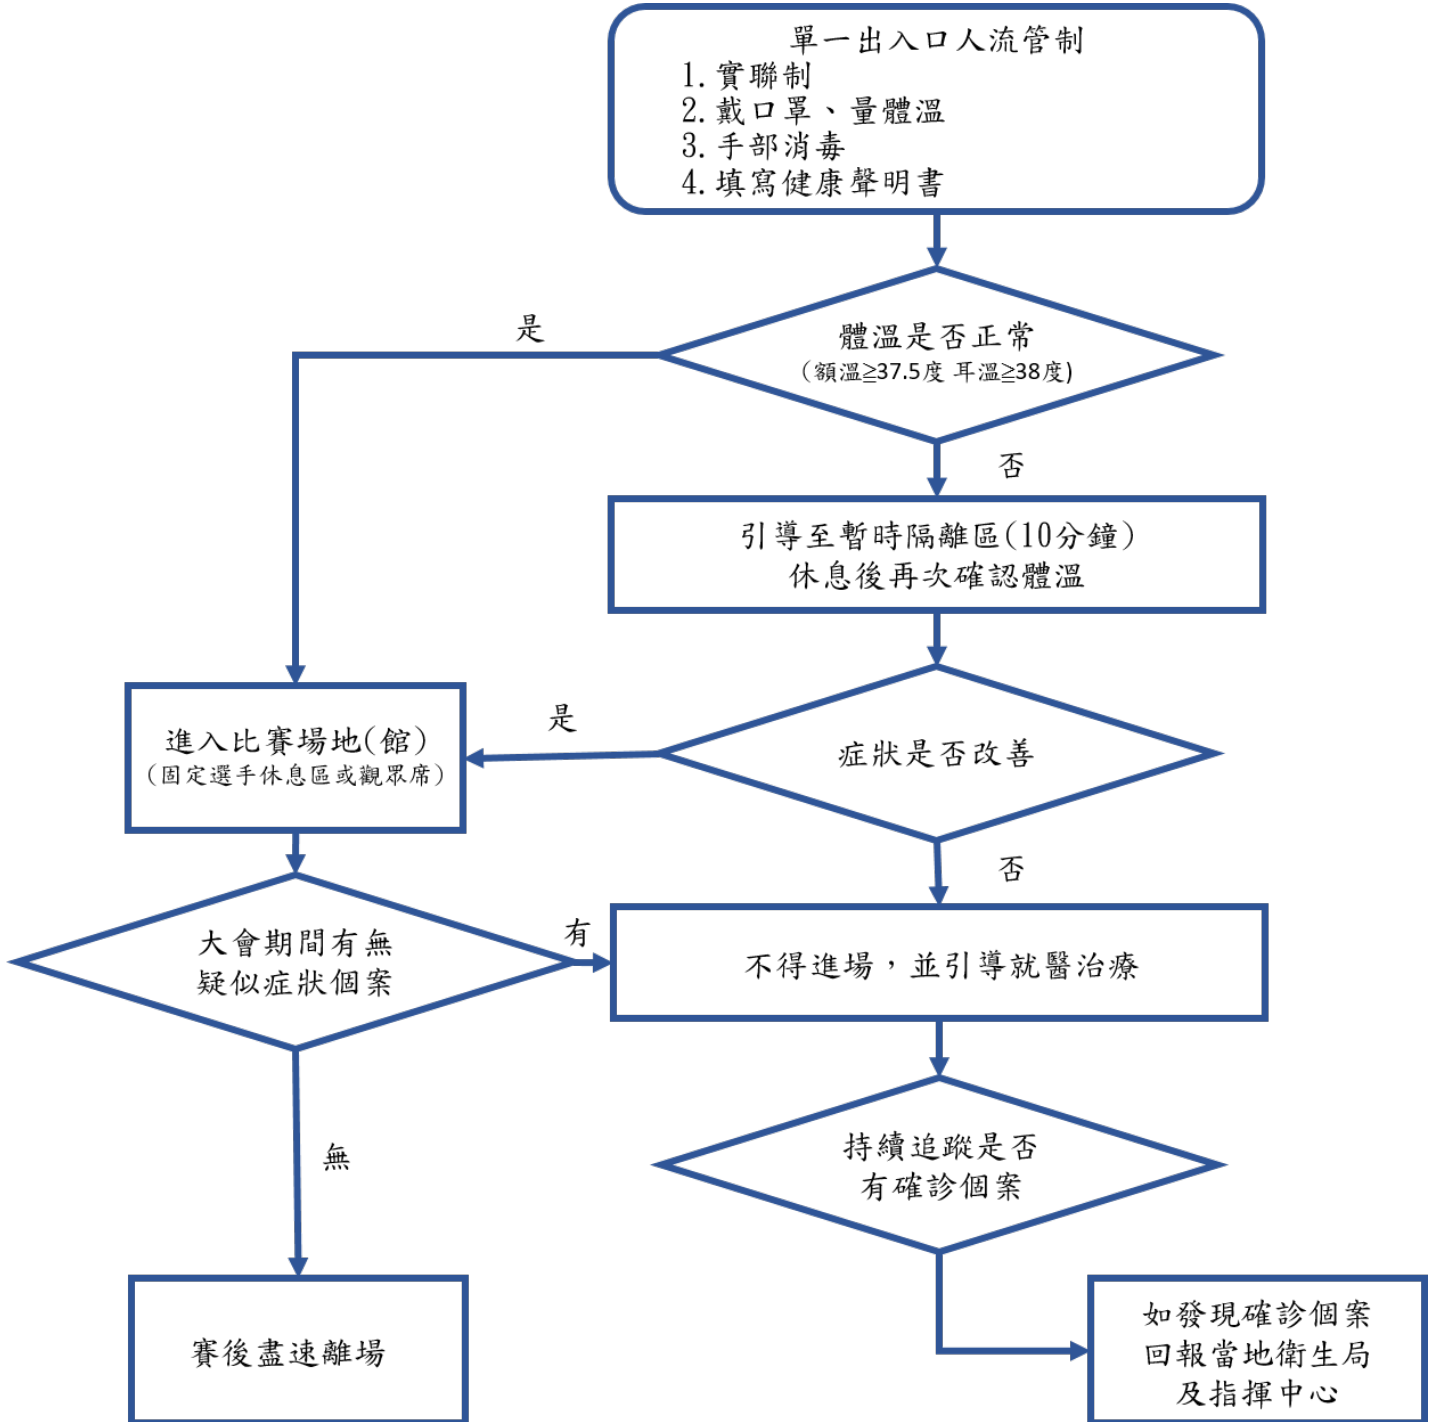 單一出入口人流管制
1. 實聯制
2. 戴口罩、量體溫
3. 手部消毒
4. 填寫健康聲明書
是
體溫是否正常
（額溫≧37.5度 耳溫≧38度)
否
引導至暫時隔離區(10分鐘)
休息後再次確認體溫
進入比賽場地(館)
（固定選手休息區或觀眾席）
是
症狀是否改善
否
大會期間有無
疑似症狀個案
有
不得進場，並引導就醫治療
無
持續追蹤是否
有確診個案
賽後盡速離場
如發現確診個案
回報當地衛生局
及指揮中心